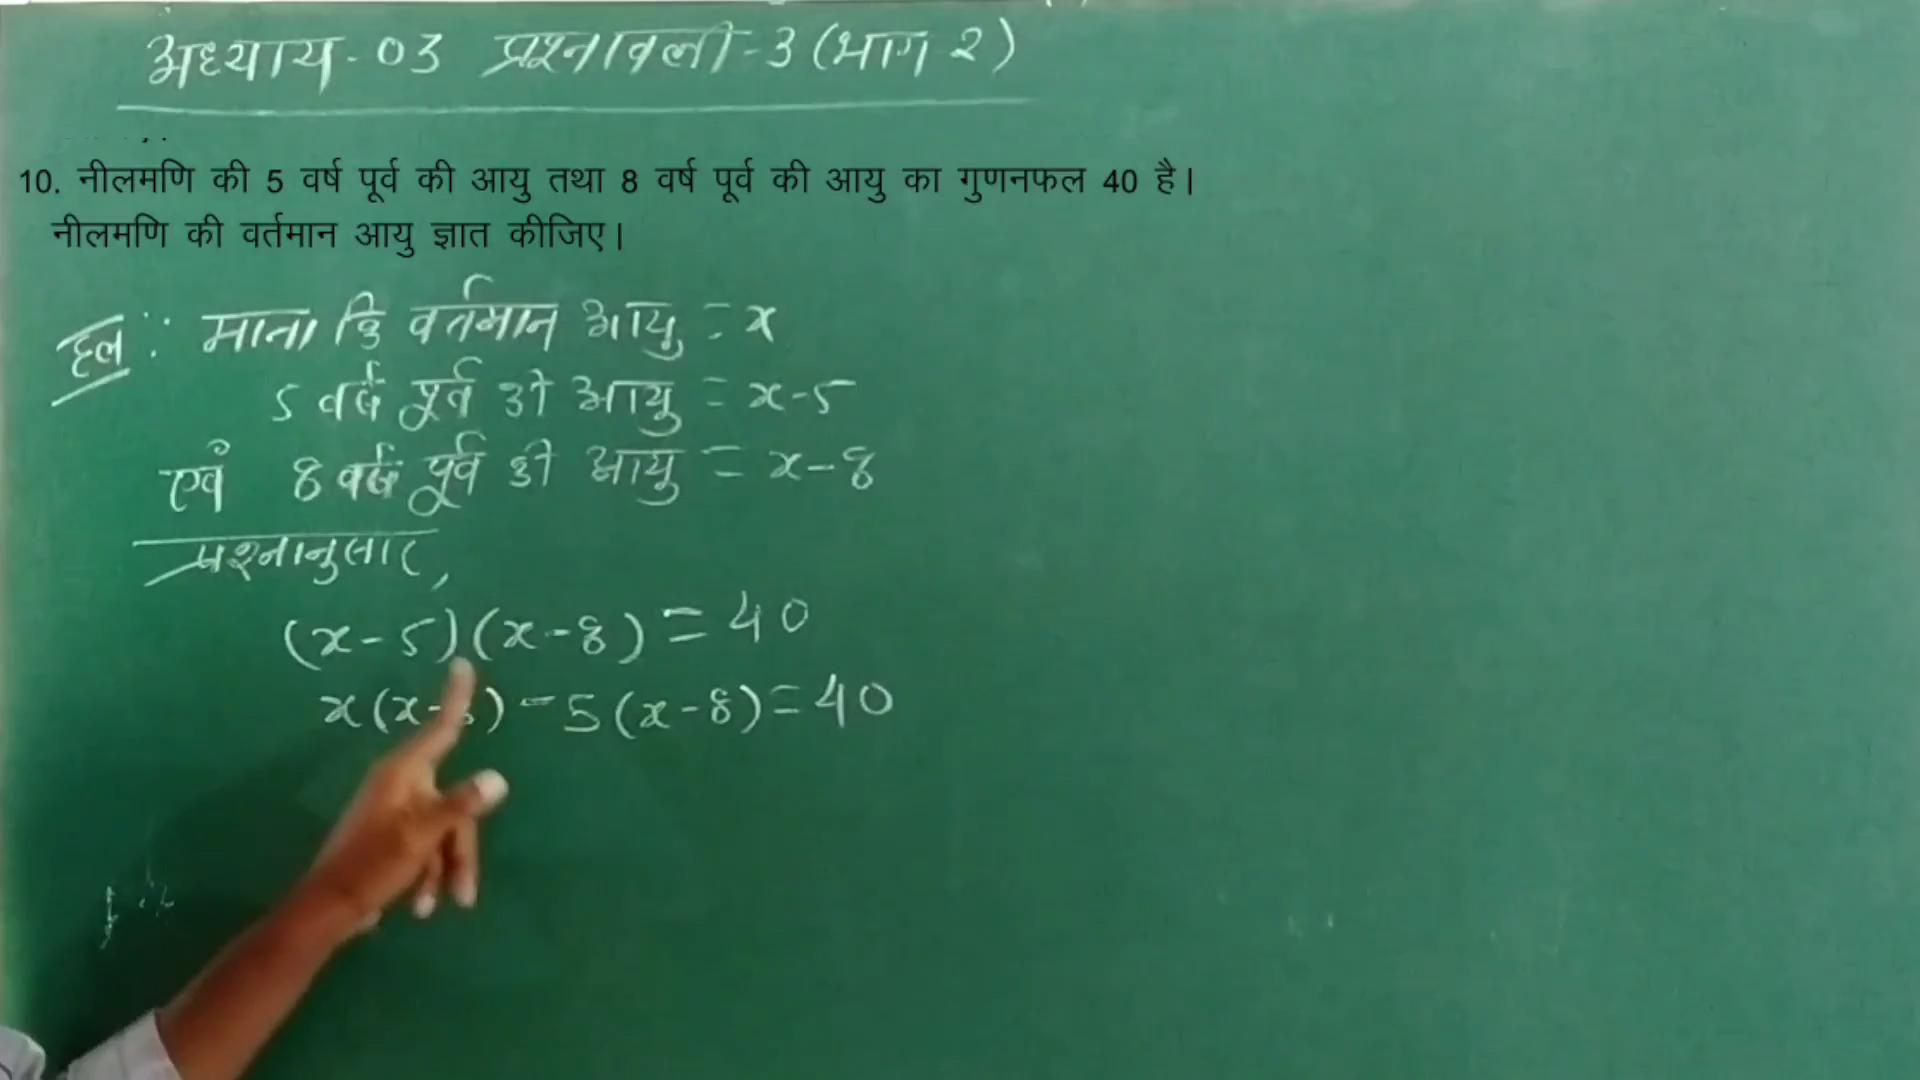 अध्याय-03 प्रश्नावली-3 (भाग 2)
10. नीलमणि की 5 वर्ष पूर्व की आयु तथा 8 वर्ष पूर्व की आयु का गुणनफल 40 है।
नीलमणि की वर्तमान आयु ज्ञात कीजिए।
हल: माना कि वर्तमान आयु = x
5 वर्ष पूर्व की आयु = x-5
एवं 8 वर्ष पूर्व की आयु = x-8
प्रश्नानुसार,
(x-5)(x-8) = 40
x(x-8) - 5(x-8) = 40